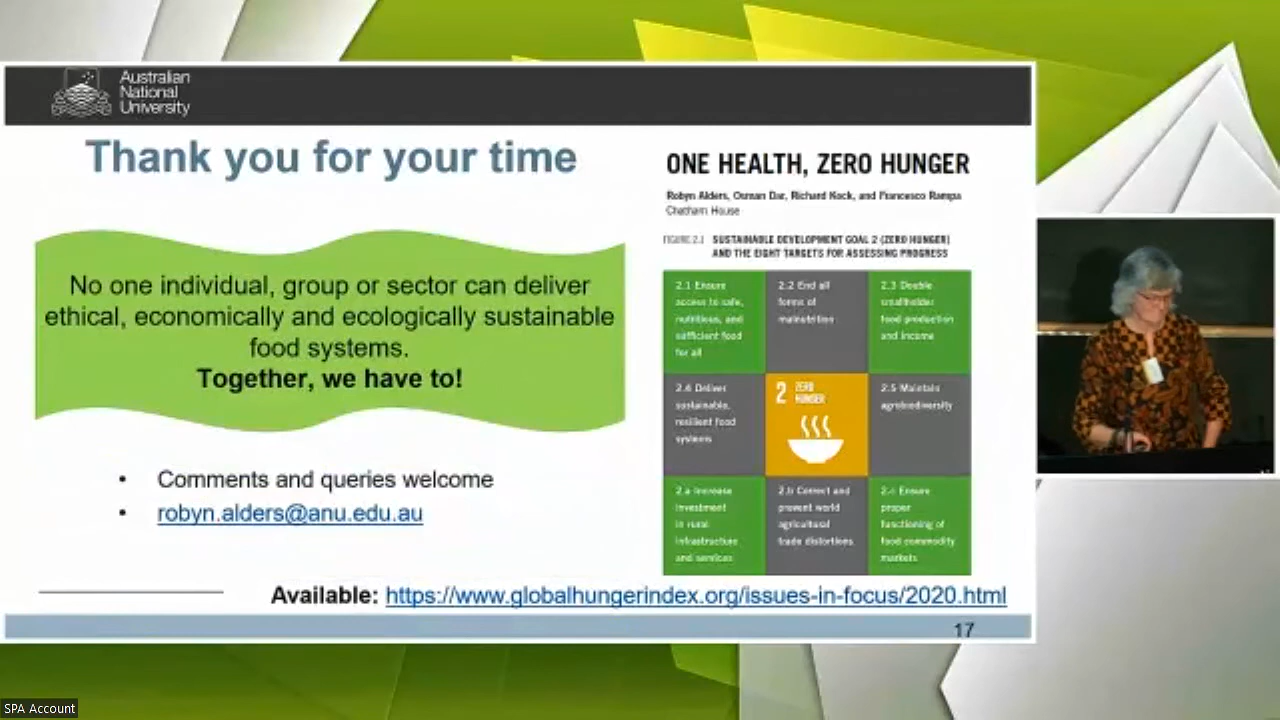 Australian
National
University
Thank you for your time
No one individual, group or sector can deliver
ethical, economically and ecologically sustainable
food systems.
Together, we have to!
• Comments and queries welcome
• robyn.alders@anu.edu.au
ONE HEALTH, ZERO HUNGER
Robyn Alders, Osman Dar, Richard Kock, and Francesco Rampa
Chatham House
FIGURE 2.1 SUSTAINABLE DEVELOPMENT GOAL 2 (ZERO HUNGER)
AND THE EIGHT TARGETS FOR ASSESSING PROGRESS
2.1 Ensure
access to safe,
nutritious, and
sufficient food
for all
2.2 End all
forms of
malnutrition
2.3 Double
smallholder
food production
and income
2.4 Deliver
sustainable,
resilient food
systems
2 ZERO
HUNGER
2.5 Maintain
agrobiodiversity
2.a Increase
investment
in rural
infrastructure
and services
2.b Correct and
prevent world
agricultural
trade distortions
2.c Ensure
proper
functioning of
food commodity
markets
Available: https://www.globalhungerindex.org/issues-in-focus/2020.html
17
SPA Account